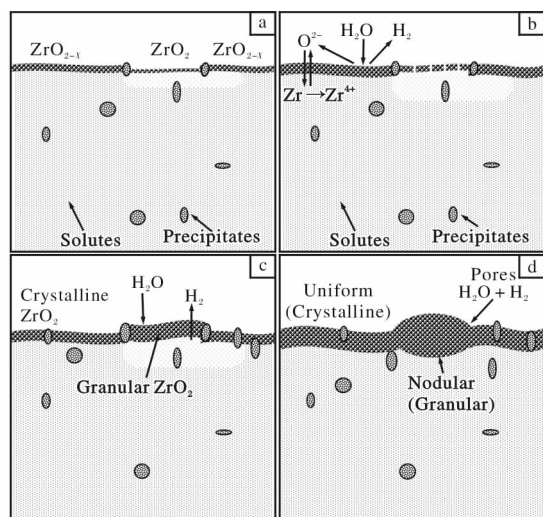 a
ZrO₂₋ₓ ZrO₂ ZrO₂₋ₓ
Solutes Precipitates
b
O²⁻ H₂O H₂
Zr→Zr⁴⁺
Solutes Precipitates
c
Crystalline
ZrO₂
H₂O
H₂
Granular ZrO₂
d
Uniform
(Crystalline)
Pores
H₂O + H₂
Nodular
(Granular)